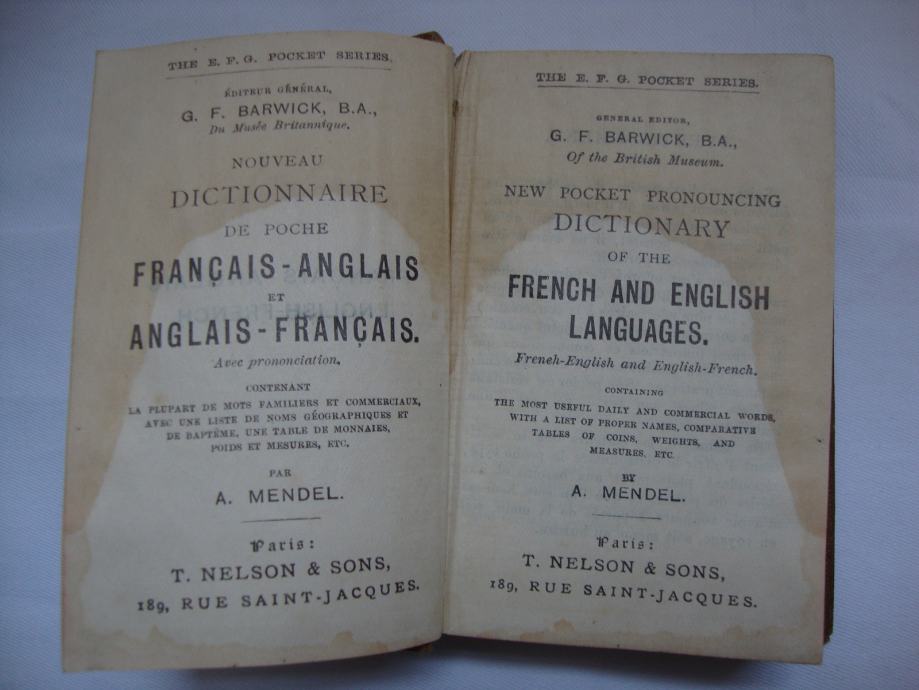 THE E. F. G. POCKET SERIES.
ÉDITEUR GÉNÉRAL,
G. F. BARWICK, B.A.,
Du Musée Britannique.
NOUVEAU
DICTIONNAIRE
DE POCHE
FRANÇAIS-ANGLAIS
ET
ANGLAIS-FRANÇAIS.
Avec prononciation.
CONTENANT
LA PLUPART DE MOTS FAMILIERS ET COMMERCIAUX,
AVEC UNE LISTE DE NOMS GÉOGRAPHIQUES ET
DE BAPTÊME, UNE TABLE DE MONNAIES,
POIDS ET MESURES, ETC.
PAR
A. MENDEL.
Paris:
T. NELSON & SONS,
189, RUE SAINT-JACQUES.
THE E. F. G. POCKET SERIES.
GENERAL EDITOR,
G. F. BARWICK, B.A.,
Of the British Museum.
NEW POCKET PRONOUNCING
DICTIONARY
OF THE
FRENCH AND ENGLISH
LANGUAGES.
Freneh-English and English-French.
CONTAINING
THE MOST USEFUL DAILY AND COMMERCIAL WORDS,
WITH A LIST OF PROPER NAMES, COMPARATIVE
TABLES OF COINS, WEIGHTS, AND
MEASURES, ETC.
BY
A. MENDEL.
Paris:
T. NELSON & SONS,
189, RUE SAINT-JACQUES.